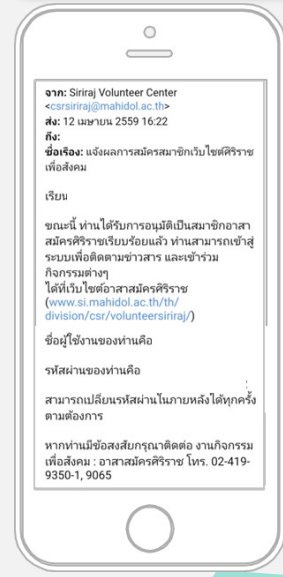 จาก: Siriraj Volunteer Center
<csrsiriraj@mahidol.ac.th>
ส่ง: 12 เมษายน 2559 16:22
ถึง:
ชื่อเรื่อง: แจ้งผลการสมัครสมาชิกเว็บไซต์ศิริราช
เพื่อสังคม
เรียน
ขณะนี้ ท่านได้รับการอนุมัติเป็นสมาชิกอาสา
สมัครศิริราชเรียบร้อยแล้ว ท่านสามารถเข้าสู่
ระบบเพื่อติดตามข่าวสาร และเข้าร่วม
กิจกรรมต่างๆ
ได้ที่เว็บไซต์อาสาสมัครศิริราช
(www.si.mahidol.ac.th/th/
division/csr/volunteersiriraj/)
ชื่อผู้ใช้งานของท่านคือ
รหัสผ่านของท่านคือ
สามารถเปลี่ยนรหัสผ่านในภายหลังได้ทุกครั้ง
ตามต้องการ
หากท่านมีข้อสงสัยกรุณาติดต่อ งานกิจกรรม
เพื่อสังคม : อาสาสมัครศิริราช โทร. 02-419-
9350-1, 9065